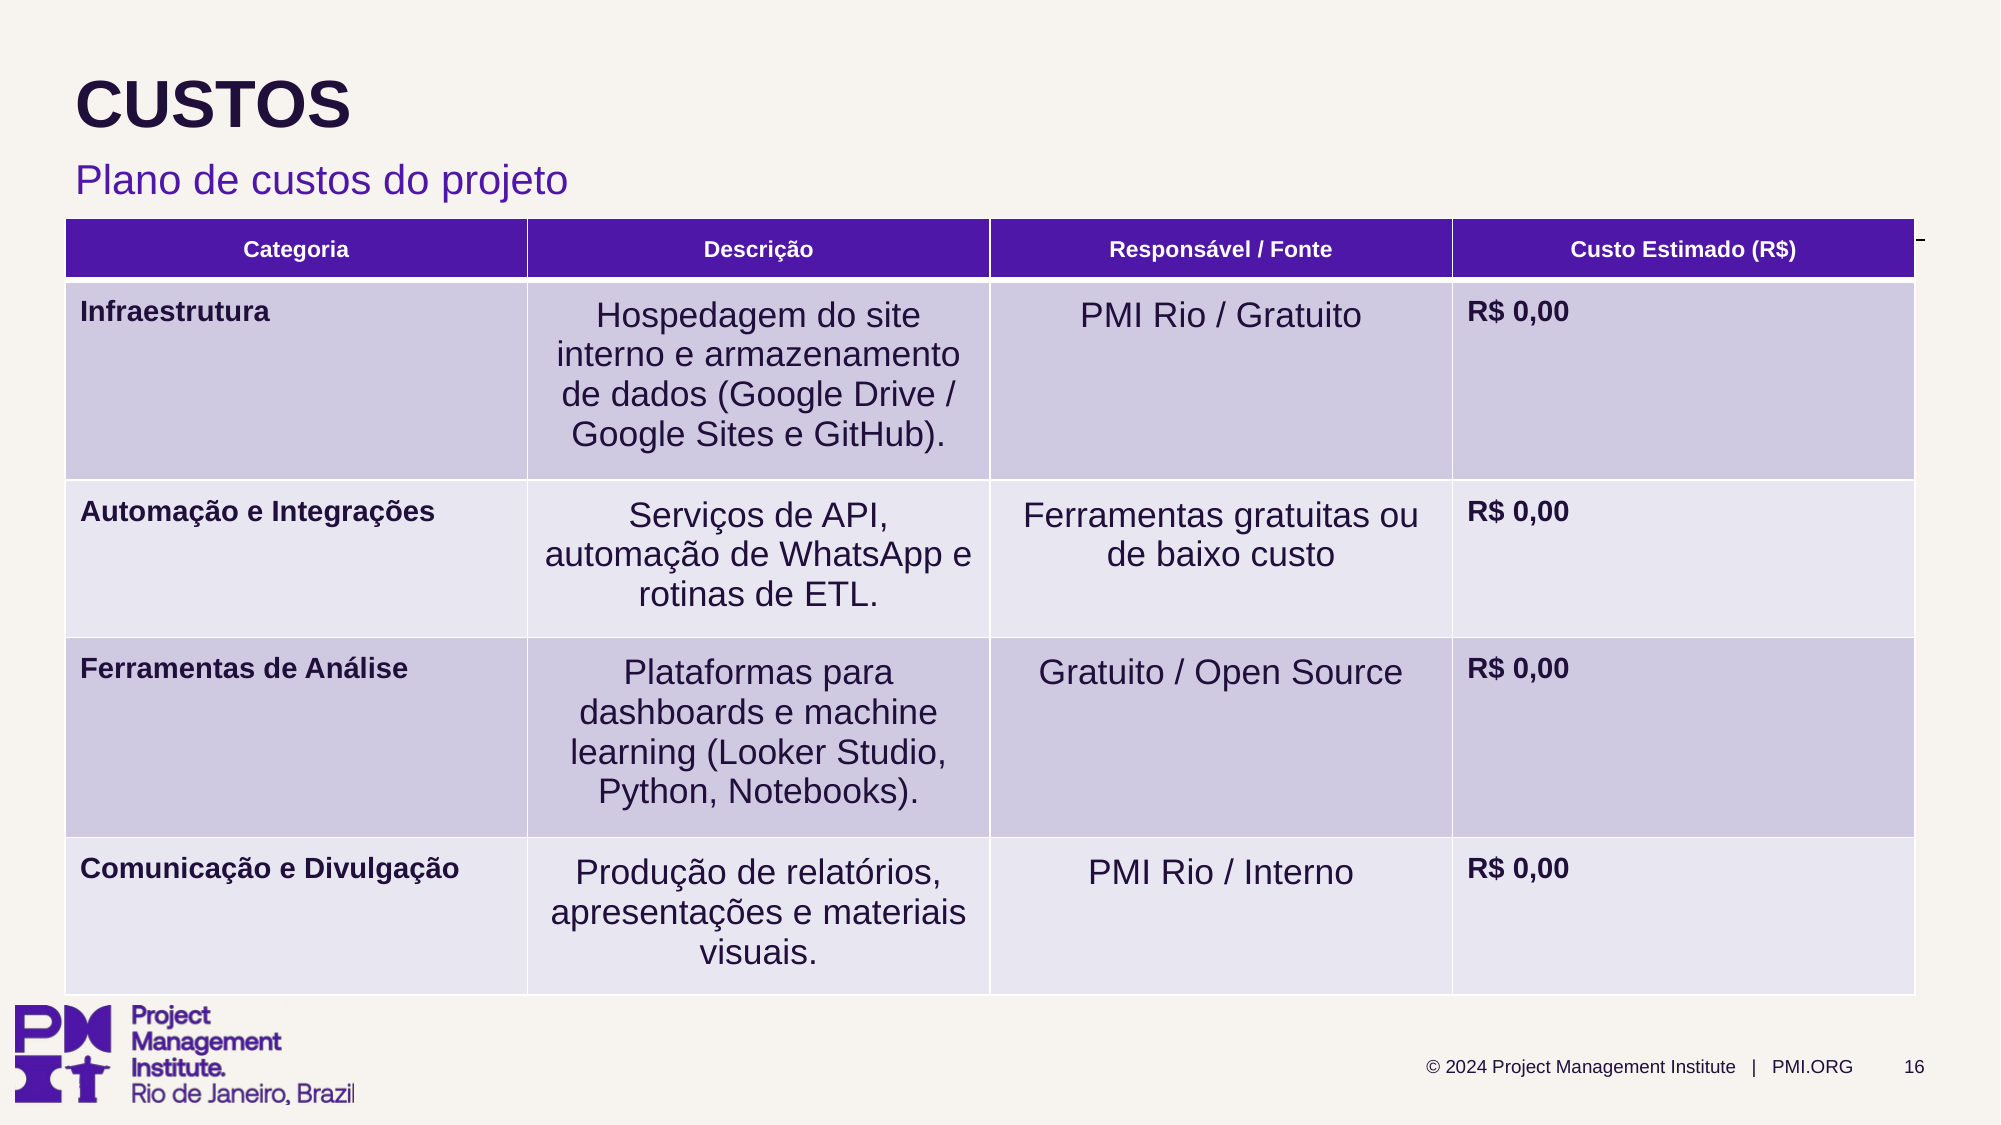 CUSTOS
Plano de custos do projeto
Categoria
Descrição
Responsável / Fonte
Custo Estimado (R$)
Infraestrutura
Hospedagem do site
interno e armazenamento
de dados (Google Drive /
Google Sites e GitHub).
PMI Rio / Gratuito
R$ 0,00
Automação e Integrações
Serviços de API,
automação de WhatsApp e
rotinas de ETL.
Ferramentas gratuitas ou
de baixo custo
R$ 0,00
Ferramentas de Análise
Plataformas para
dashboards e machine
learning (Looker Studio,
Python, Notebooks).
Gratuito / Open Source
R$ 0,00
Comunicação e Divulgação
Produção de relatórios,
apresentações e materiais
visuais.
PMI Rio / Interno
R$ 0,00
Project
Management
Institute.
Rio de Janeiro, Brazil
© 2024 Project Management Institute | PMI.ORG 16